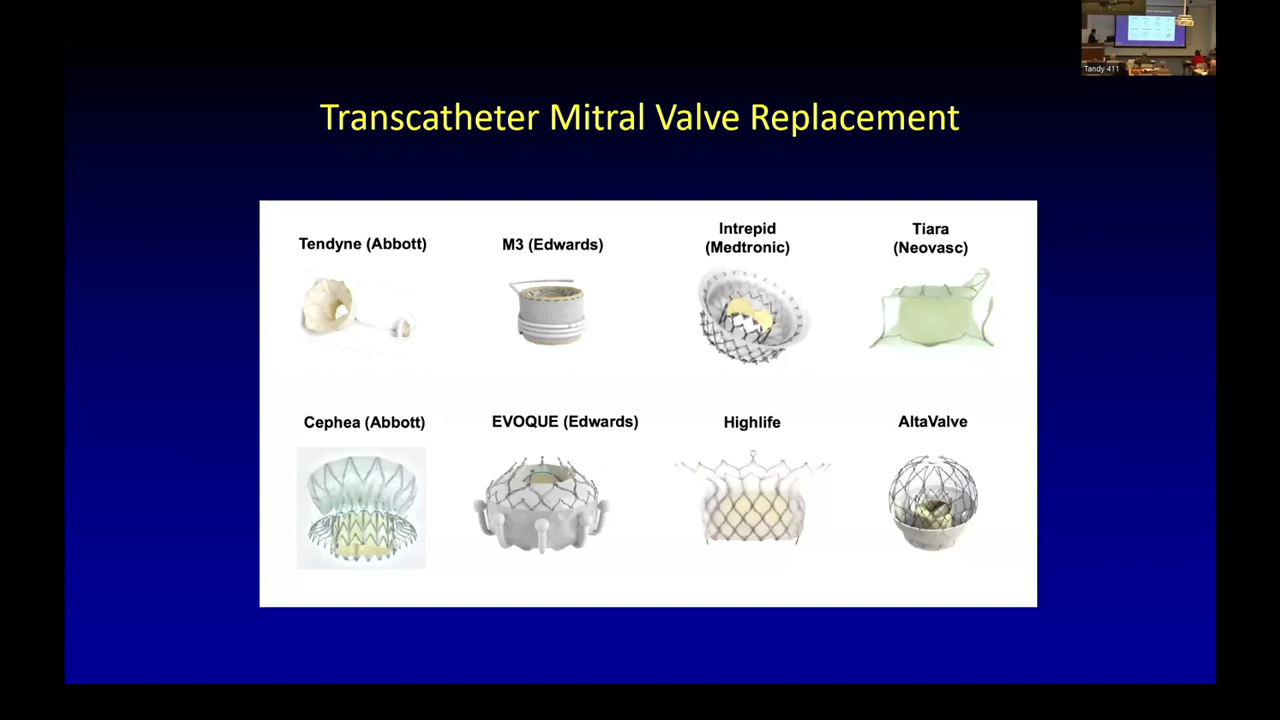 Tandy 411
Transcatheter Mitral Valve Replacement
Tendyne (Abbott)
M3 (Edwards)
Intrepid
(Medtronic)
Tiara
(Neovasc)
Cephea (Abbott)
EVOQUE (Edwards)
Highlife
AltaValve